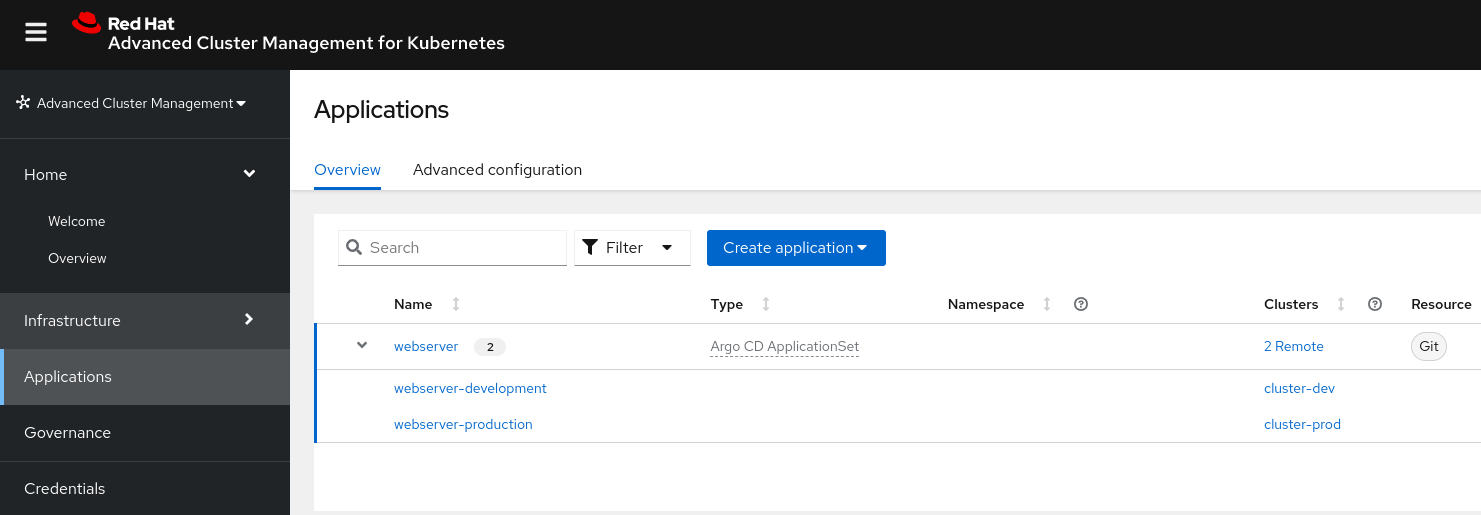 Red Hat
Advanced Cluster Management for Kubernetes
Advanced Cluster Management
Home
Welcome
Overview
Infrastructure
Applications
Governance
Credentials
Applications
Overview Advanced configuration
Search Filter Create application
Name Type Namespace Clusters Resource
webserver 2 Argo CD ApplicationSet 2 Remote Git
webserver-development cluster-dev
webserver-production cluster-prod